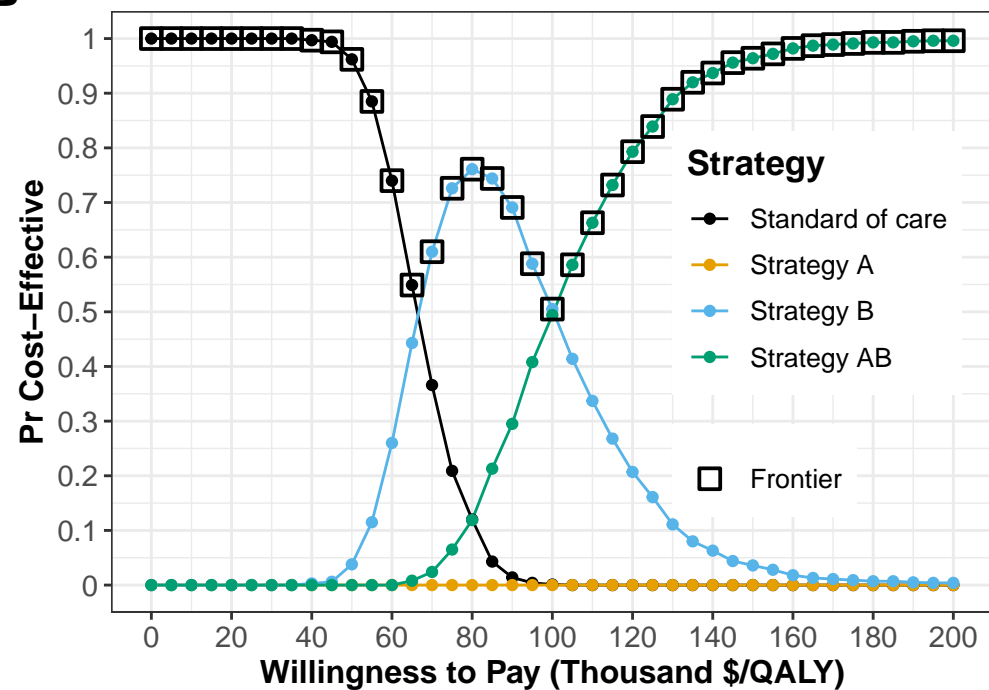 1
0.9
0.8
0.7
0.6
0.5
0.4
0.3
0.2
0.1
0
Pr Cost–Effective
Strategy
Standard of care
Strategy A
Strategy B
Strategy AB
Frontier
0 20 40 60 80 100 120 140 160 180 200
Willingness to Pay (Thousand $/QALY)